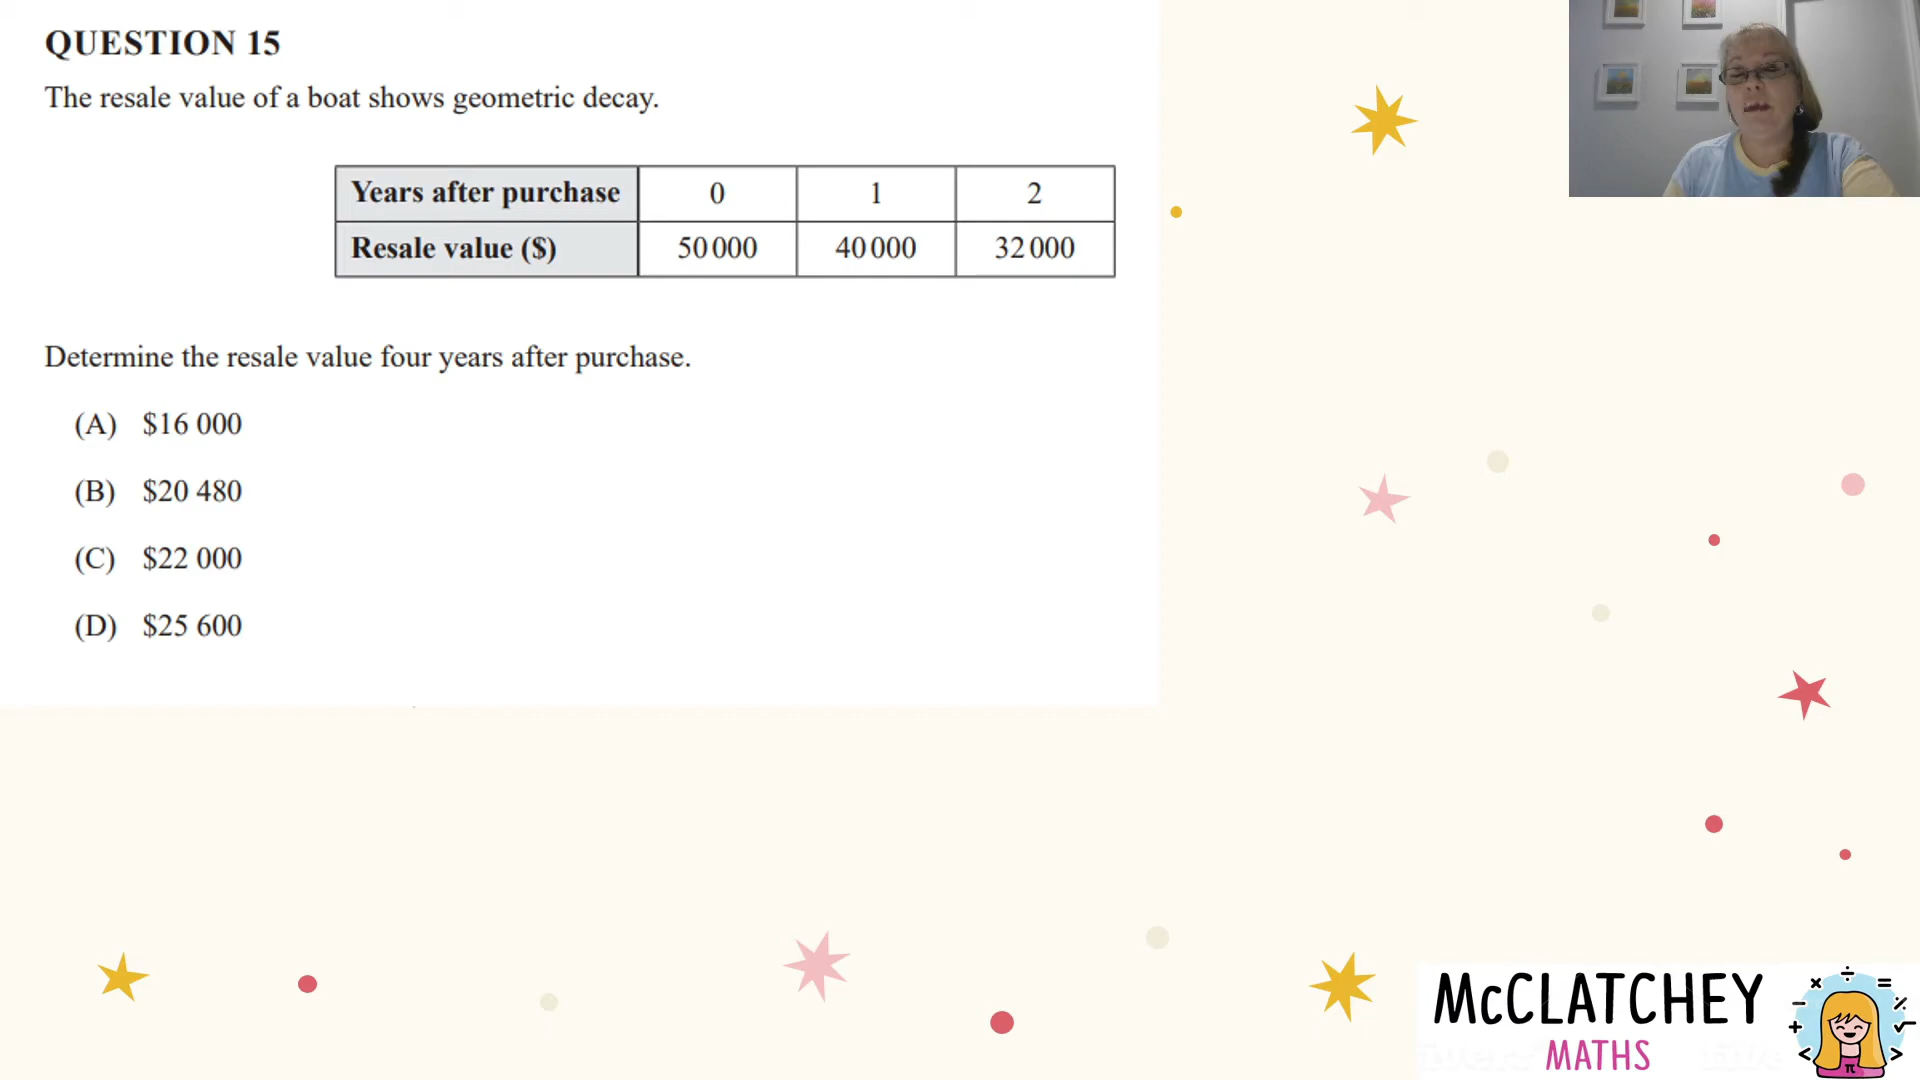 QUESTION 15
The resale value of a boat shows geometric decay.
Years after purchase 0 1 2
Resale value ($) 50 000 40 000 32 000
Determine the resale value four years after purchase.
(A) $16 000
(B) $20 480
(C) $22 000
(D) $25 600
McCLATCHEY
MATHS